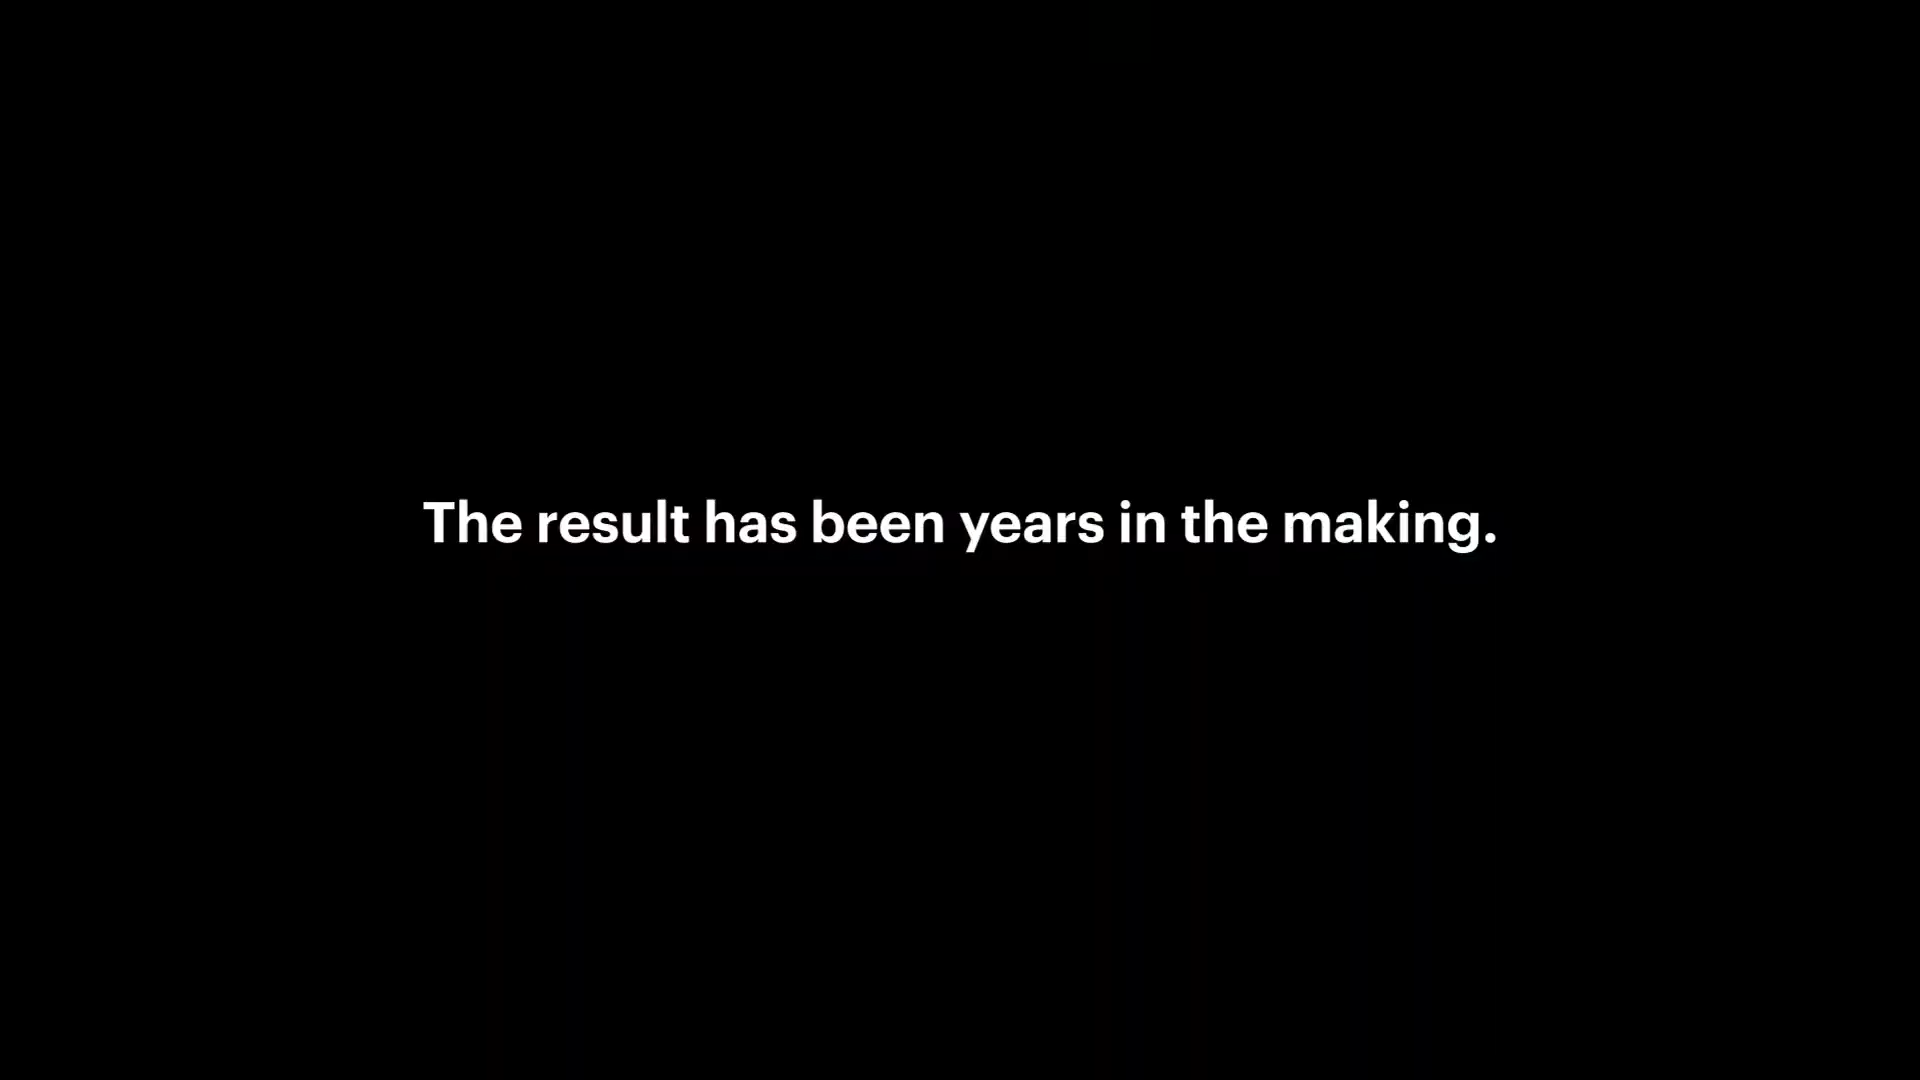 The result has been years in the making.